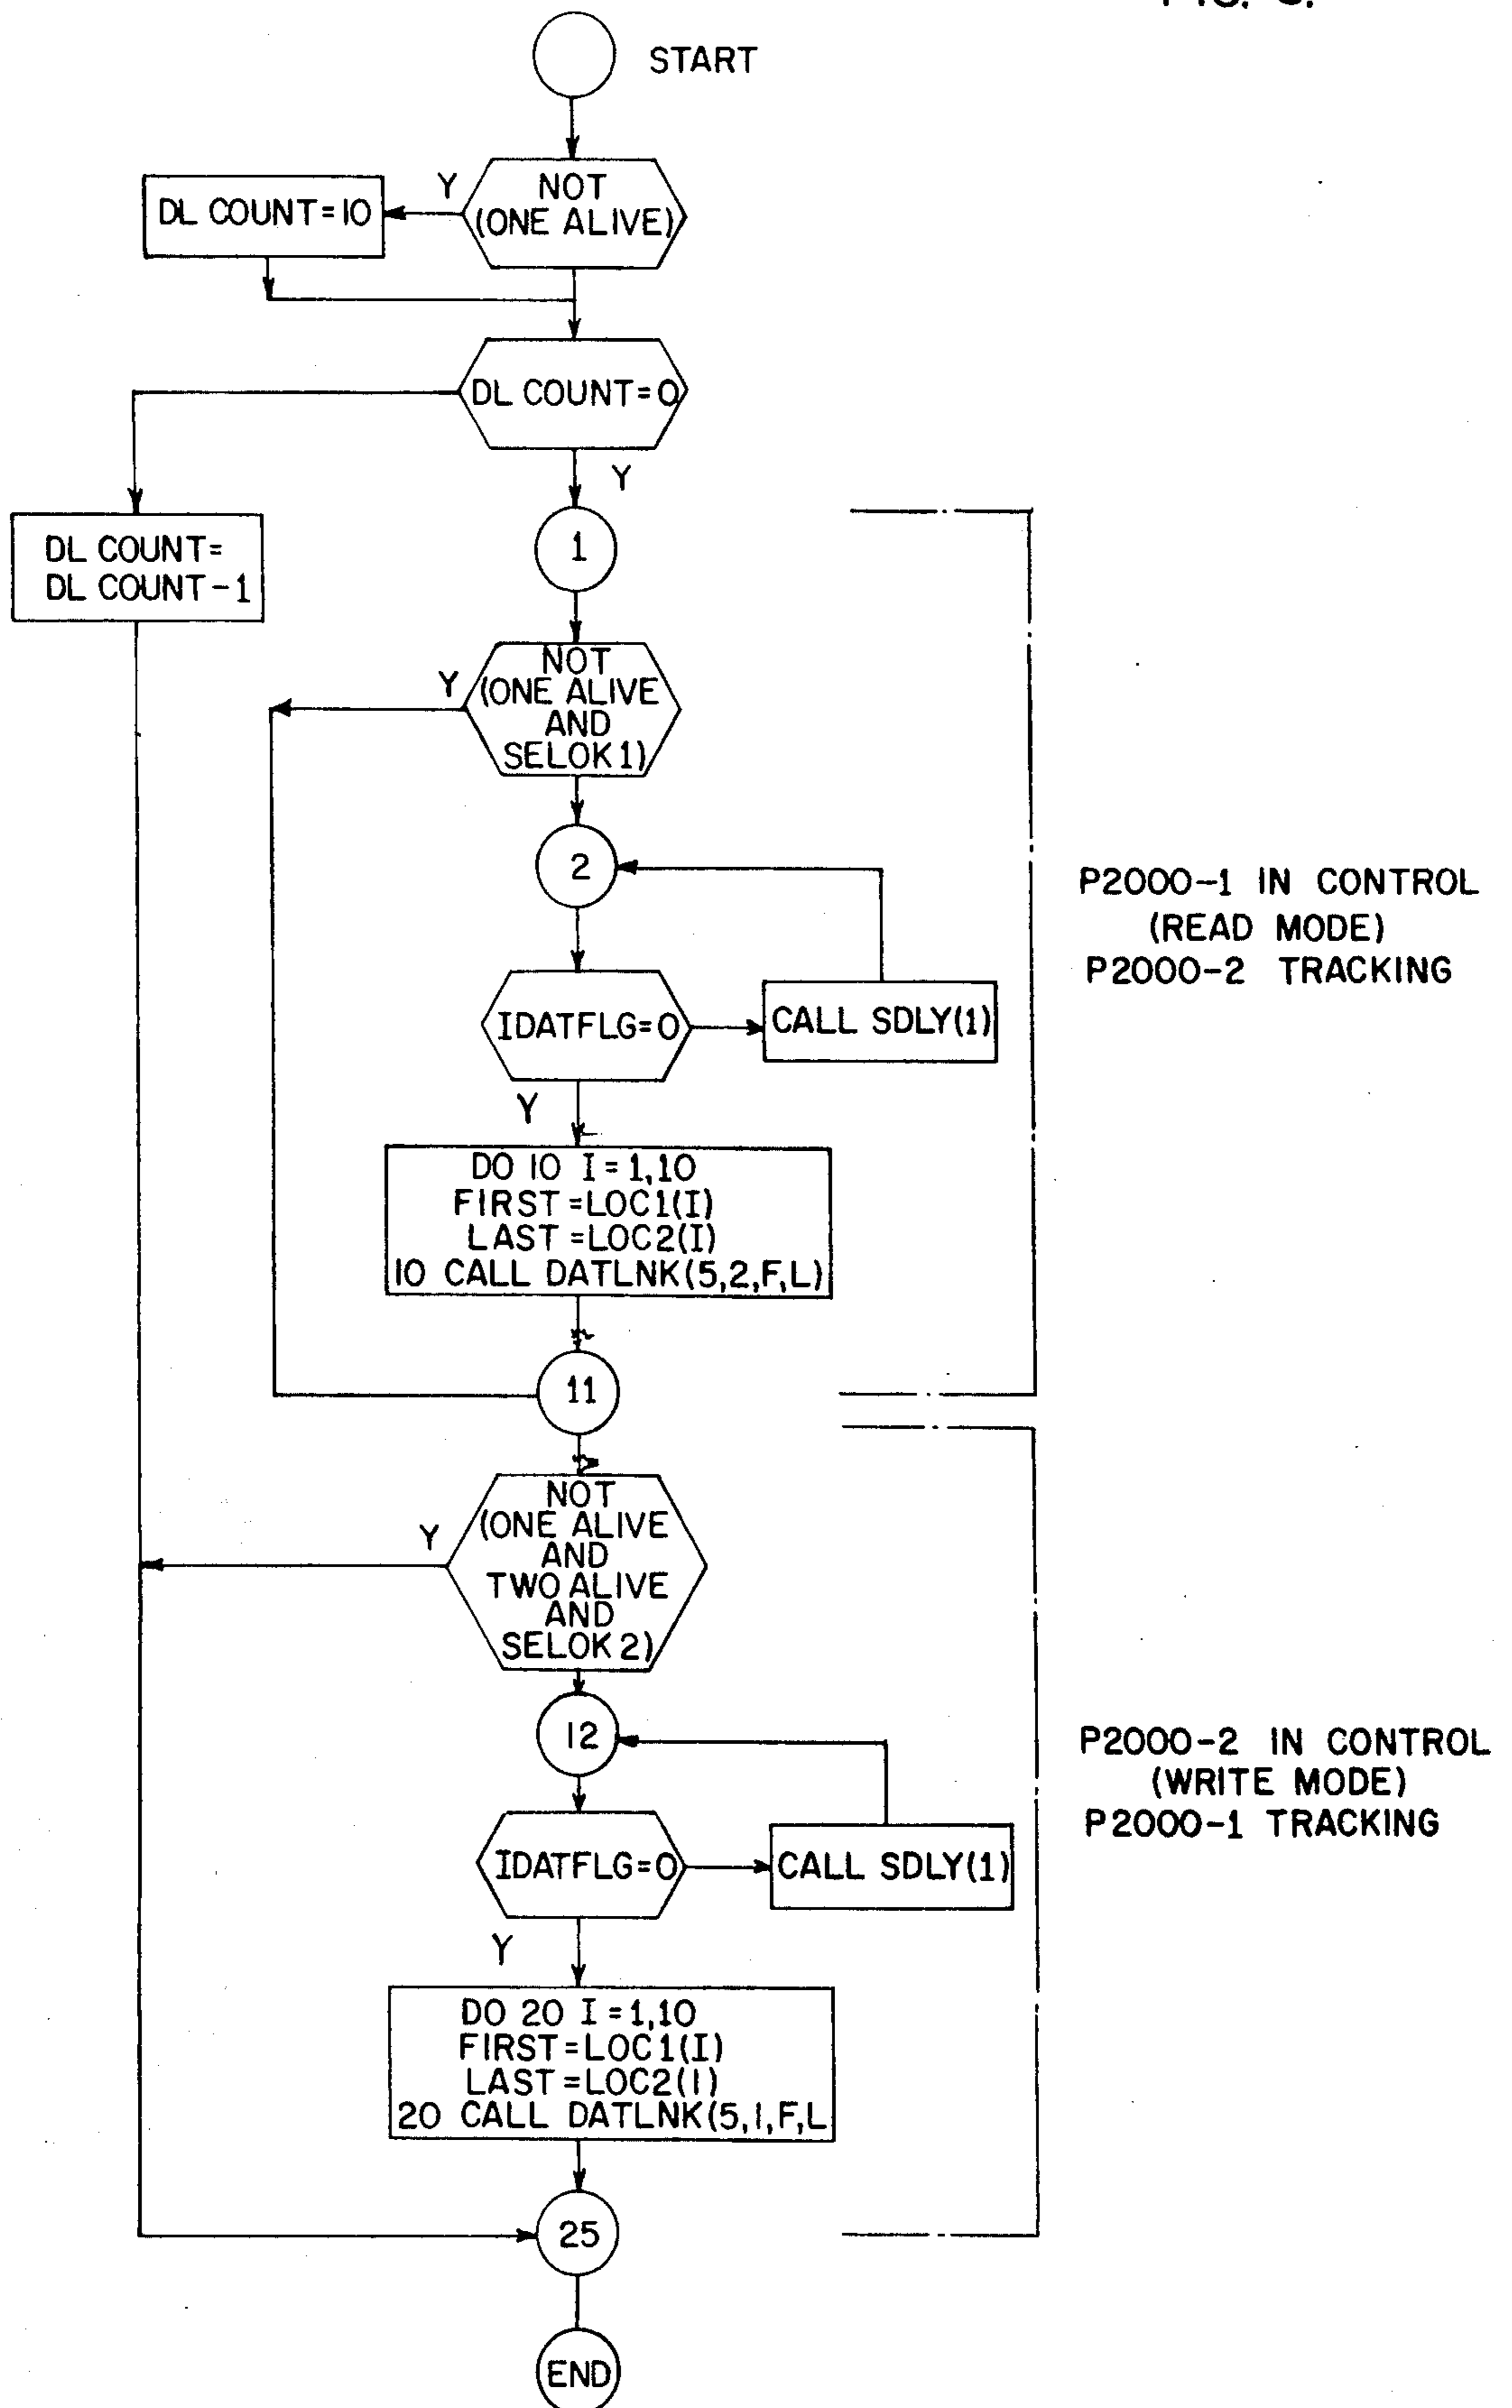 START
Y
NOT
(ONE ALIVE)
DL COUNT=10
DL COUNT=0
Y
DL COUNT=
DL COUNT-1
1
Y
NOT
(ONE ALIVE
AND
SELOK1)
2
P2000-1 IN CONTROL
(READ MODE)
P2000-2 TRACKING
IDATFLG=0
CALL SDLY(1)
Y
DO 10 I=1,10
FIRST=LOC1(I)
LAST=LOC2(I)
10 CALL DATLNK(5,2,F,L)
11
Y
NOT
(ONE ALIVE
AND
TWO ALIVE
AND
SELOK2)
12
P2000-2 IN CONTROL
(WRITE MODE)
P2000-1 TRACKING
IDATFLG=0
CALL SDLY(1)
Y
DO 20 I=1,10
FIRST=LOC1(I)
LAST=LOC2(I)
20 CALL DATLNK(5,1,F,L
25
END